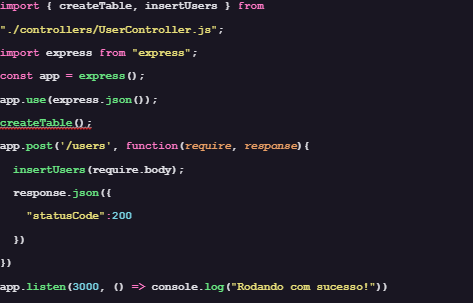 import { createTable, insertUsers } from
"./controllers/UserController.js";
import express from "express";
const app = express();
app.use(express.json());
createTable();
app.post('/users', function(require, response){
insertUsers(require.body);
response.json({
"statusCode":200
})
})
app.listen(3000, () => console.log("Rodando com sucesso!"))